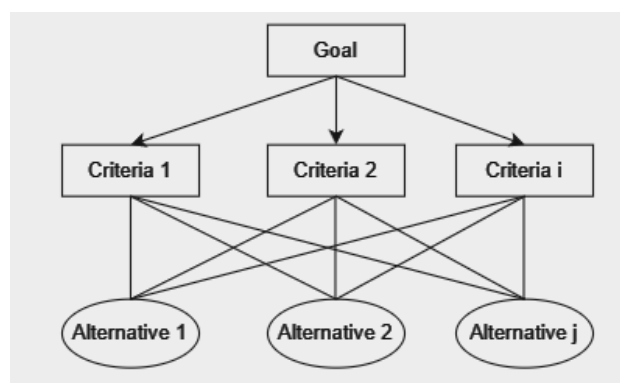 Goal
Criteria 1
Criteria 2
Criteria i
Alternative 1
Alternative 2
Alternative j